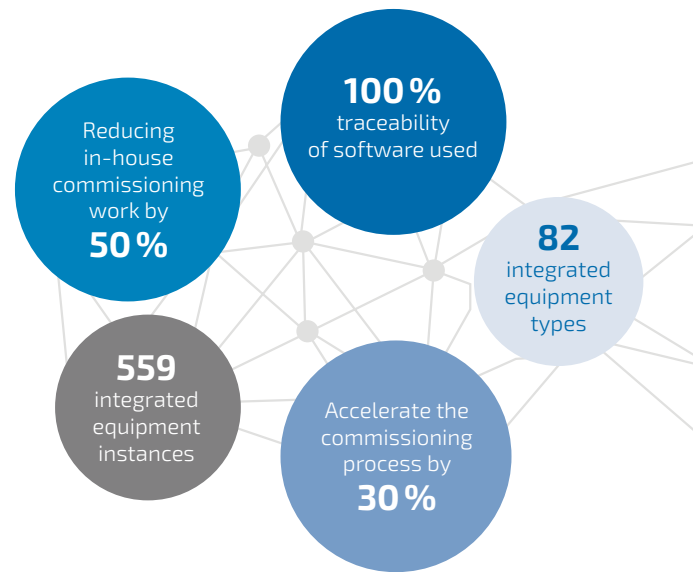 Reducing
in-house
commissioning
work by
50 %
100 %
traceability
of software used
82
integrated
equipment
types
559
integrated
equipment
instances
Accelerate the
commissioning
process by
30 %